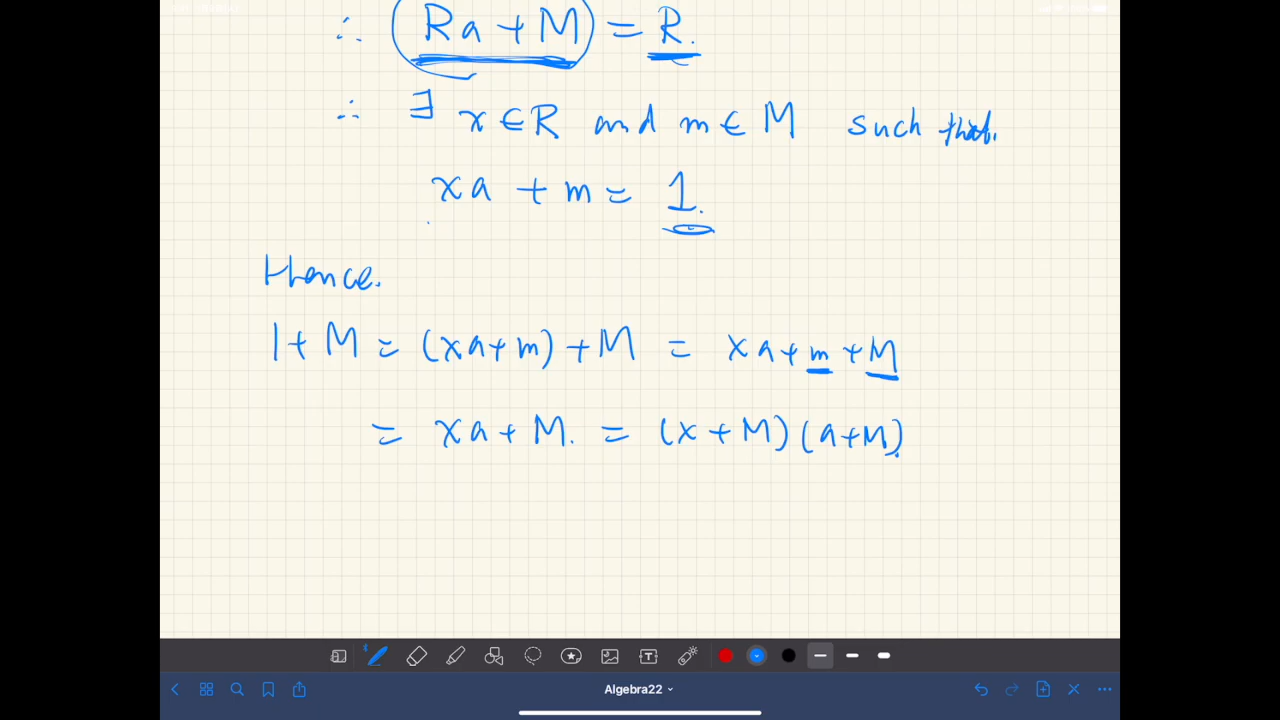 ∴ (Ra + M) = R.
∴ ∃ x ∈ R and m ∈ M such that.
xa + m = 1.
Hence.
1 + M = (xa + m) + M = xa + m + M
= xa + M. = (x + M)(a + M).
Algebra22